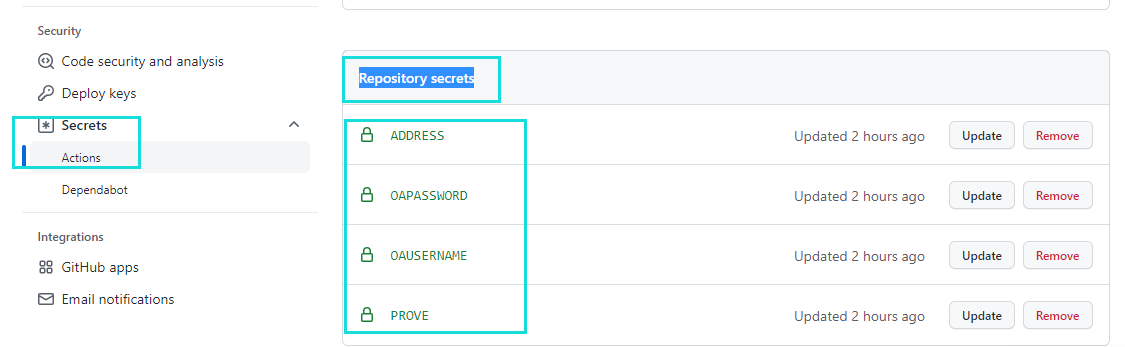 Security
Code security and analysis
Deploy keys
Secrets
Actions
Dependabot
Integrations
GitHub apps
Email notifications
Repository secrets
ADDRESS Updated 2 hours ago Update Remove
OAPASSWORD Updated 2 hours ago Update Remove
OAUSERNAME Updated 2 hours ago Update Remove
PROVE Updated 2 hours ago Update Remove